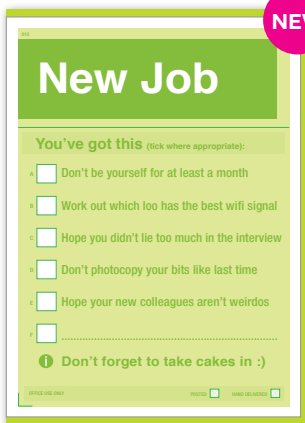 NEW
New Job
You've got this (tick where appropriate):
A Don't be yourself for at least a month
B Work out which loo has the best wifi signal
C Hope you didn't lie too much in the interview
D Don't photocopy your bits like last time
E Hope your new colleagues aren't weirdos
F
i Don't forget to take cakes in :)
OFFICE USE ONLY POSTED HAND DELIVERED